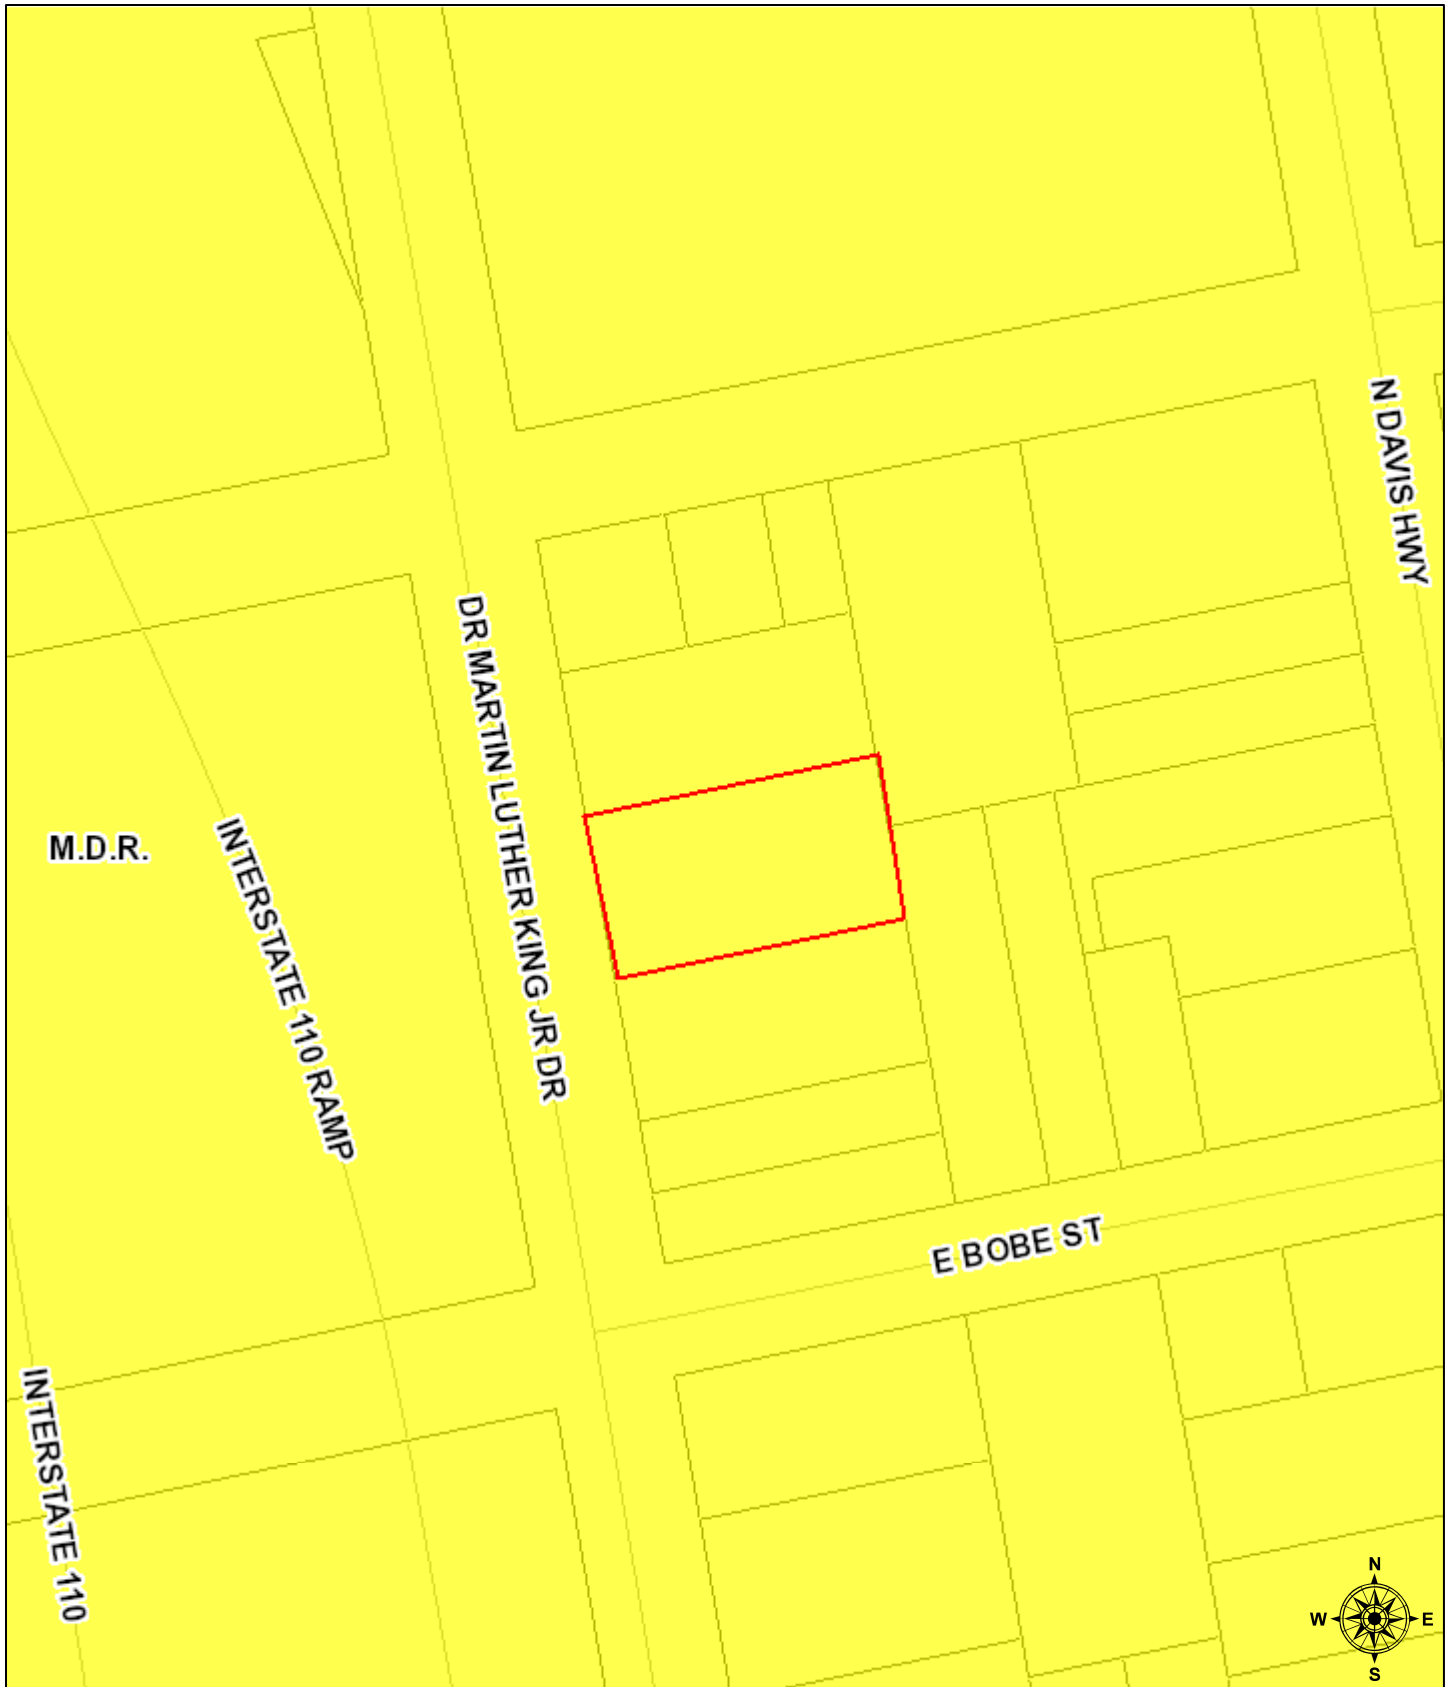 N DAVIS HWY
DR MARTIN LUTHER KING JR DR
M.D.R.
INTERSTATE 110 RAMP
E BOBE ST
INTERSTATE 110
N
W E
S